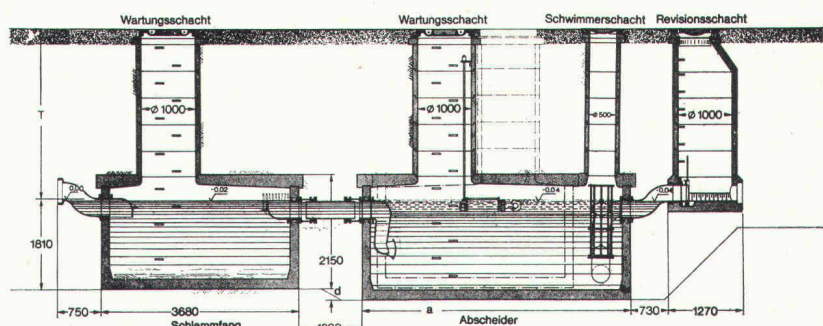 Wartungsschacht
Wartungsschacht
Schwimmerschacht
Revisionsschacht
T
Ø 1000
Ø 1000
Ø 500
Ø 1000
-0.02
-0.04
-0.04
1810
2150
d
a
750
3680
730
1270
Schlammfang
Abscheider